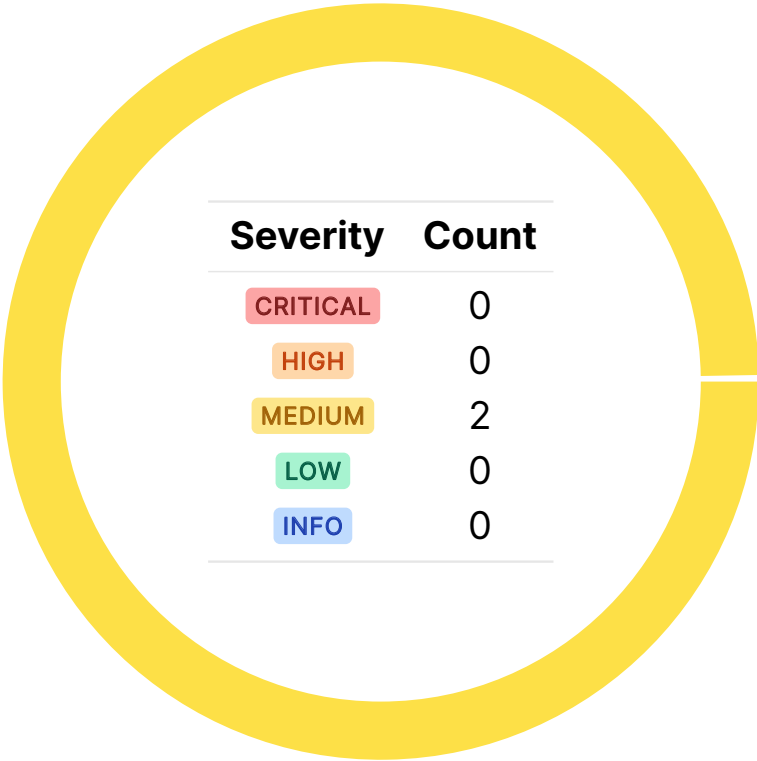 Severity Count
CRITICAL 0
HIGH 0
MEDIUM 2
LOW 0
INFO 0